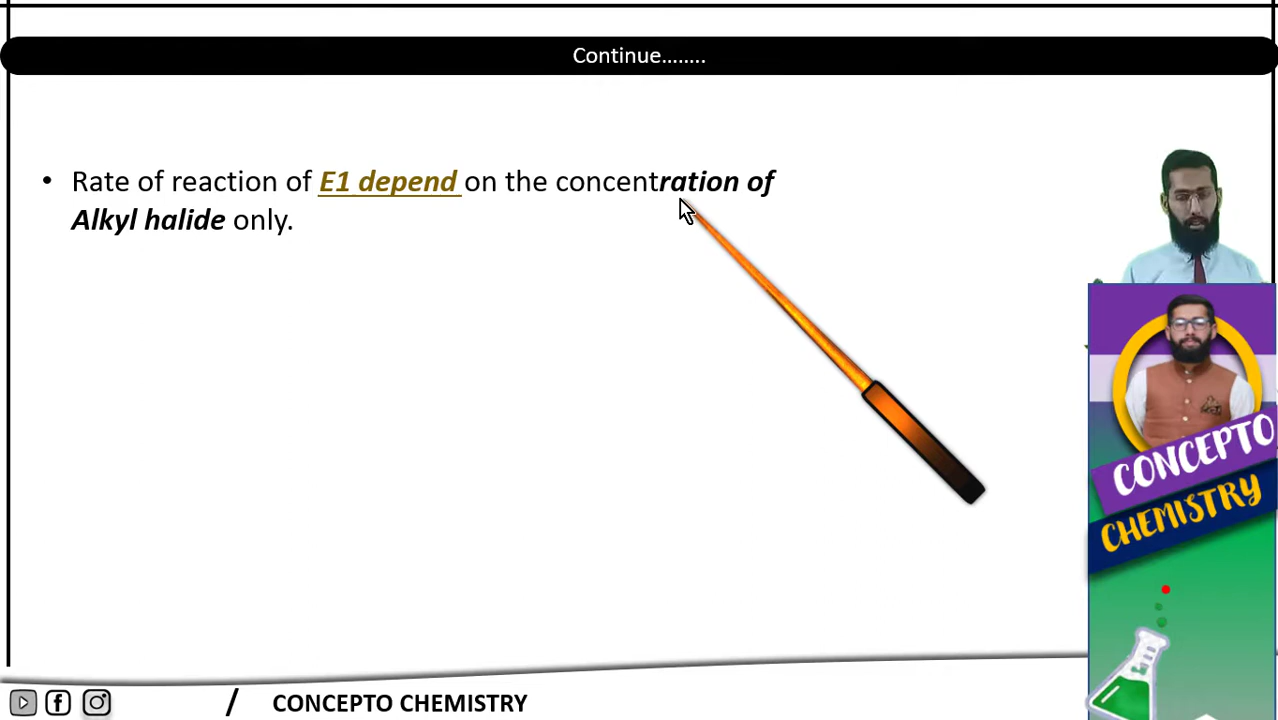 Continue........
• Rate of reaction of E1 depend on the concentration of
Alkyl halide only.
CONCEPTO
CHEMISTRY
/ CONCEPTO CHEMISTRY